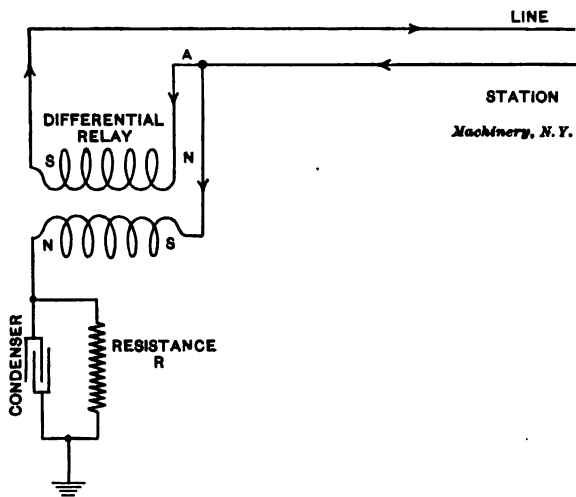 LINE
A
STATION
DIFFERENTIAL
RELAY
Machinery, N.Y.
S
N
N
S
CONDENSER
RESISTANCE
R